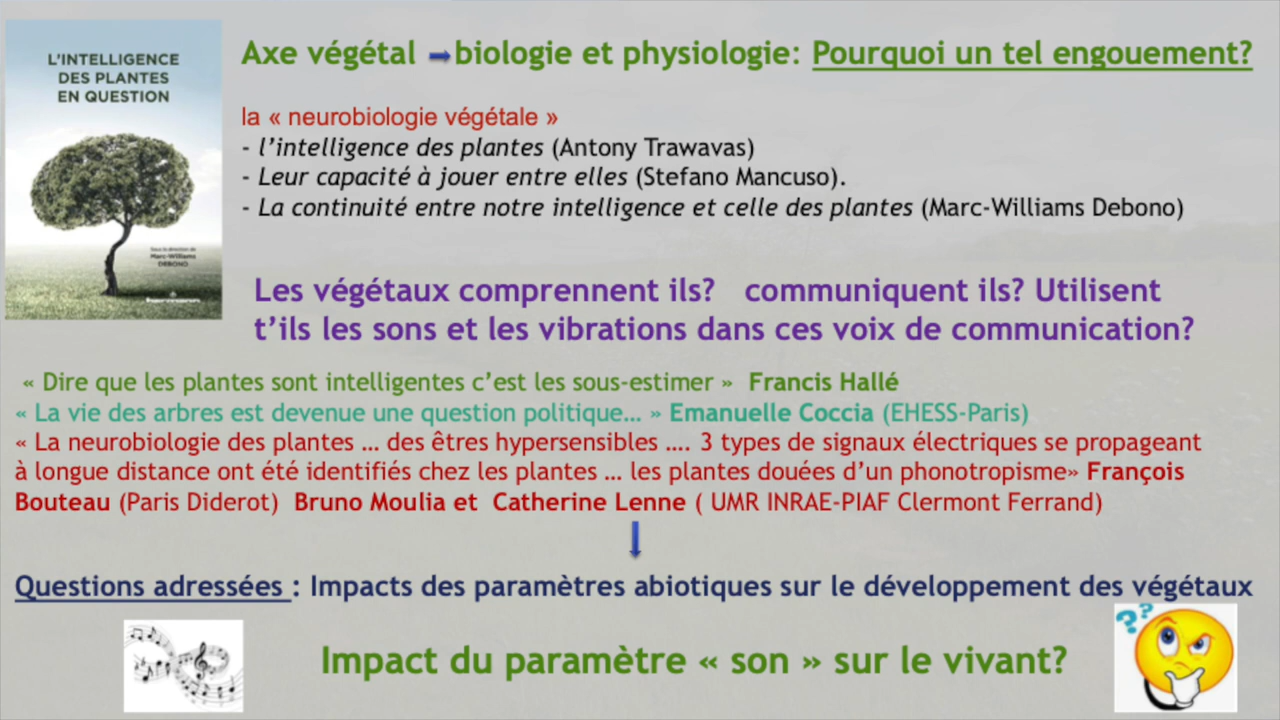 L'INTELLIGENCE
DES PLANTES
EN QUESTION
Sous la direction de
Marc-Williams
DEBONO
Axe végétal biologie et physiologie: Pourquoi un tel engouement?
la « neurobiologie végétale »
- l'intelligence des plantes (Antony Trawavas)
- Leur capacité à jouer entre elles (Stefano Mancuso).
- La continuité entre notre intelligence et celle des plantes (Marc-Williams Debono)
Les végétaux comprennent ils? communiquent ils? Utilisent
t'ils les sons et les vibrations dans ces voix de communication?
« Dire que les plantes sont intelligentes c'est les sous-estimer » Francis Hallé
« La vie des arbres est devenue une question politique… » Emanuelle Coccia (EHESS-Paris)
« La neurobiologie des plantes … des êtres hypersensibles …. 3 types de signaux électriques se propageant
à longue distance ont été identifiés chez les plantes … les plantes douées d'un phonotropisme» François
Bouteau (Paris Diderot) Bruno Moulia et Catherine Lenne ( UMR INRAE-PIAF Clermont Ferrand)
Questions adressées : Impacts des paramètres abiotiques sur le développement des végétaux
??
Impact du paramètre « son » sur le vivant?